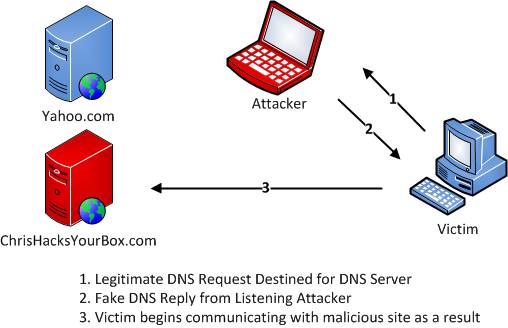 Yahoo.com
Attacker
1
2
Victim
3
ChrisHacksYourBox.com
1. Legitimate DNS Request Destined for DNS Server
2. Fake DNS Reply from Listening Attacker
3. Victim begins communicating with malicious site as a result